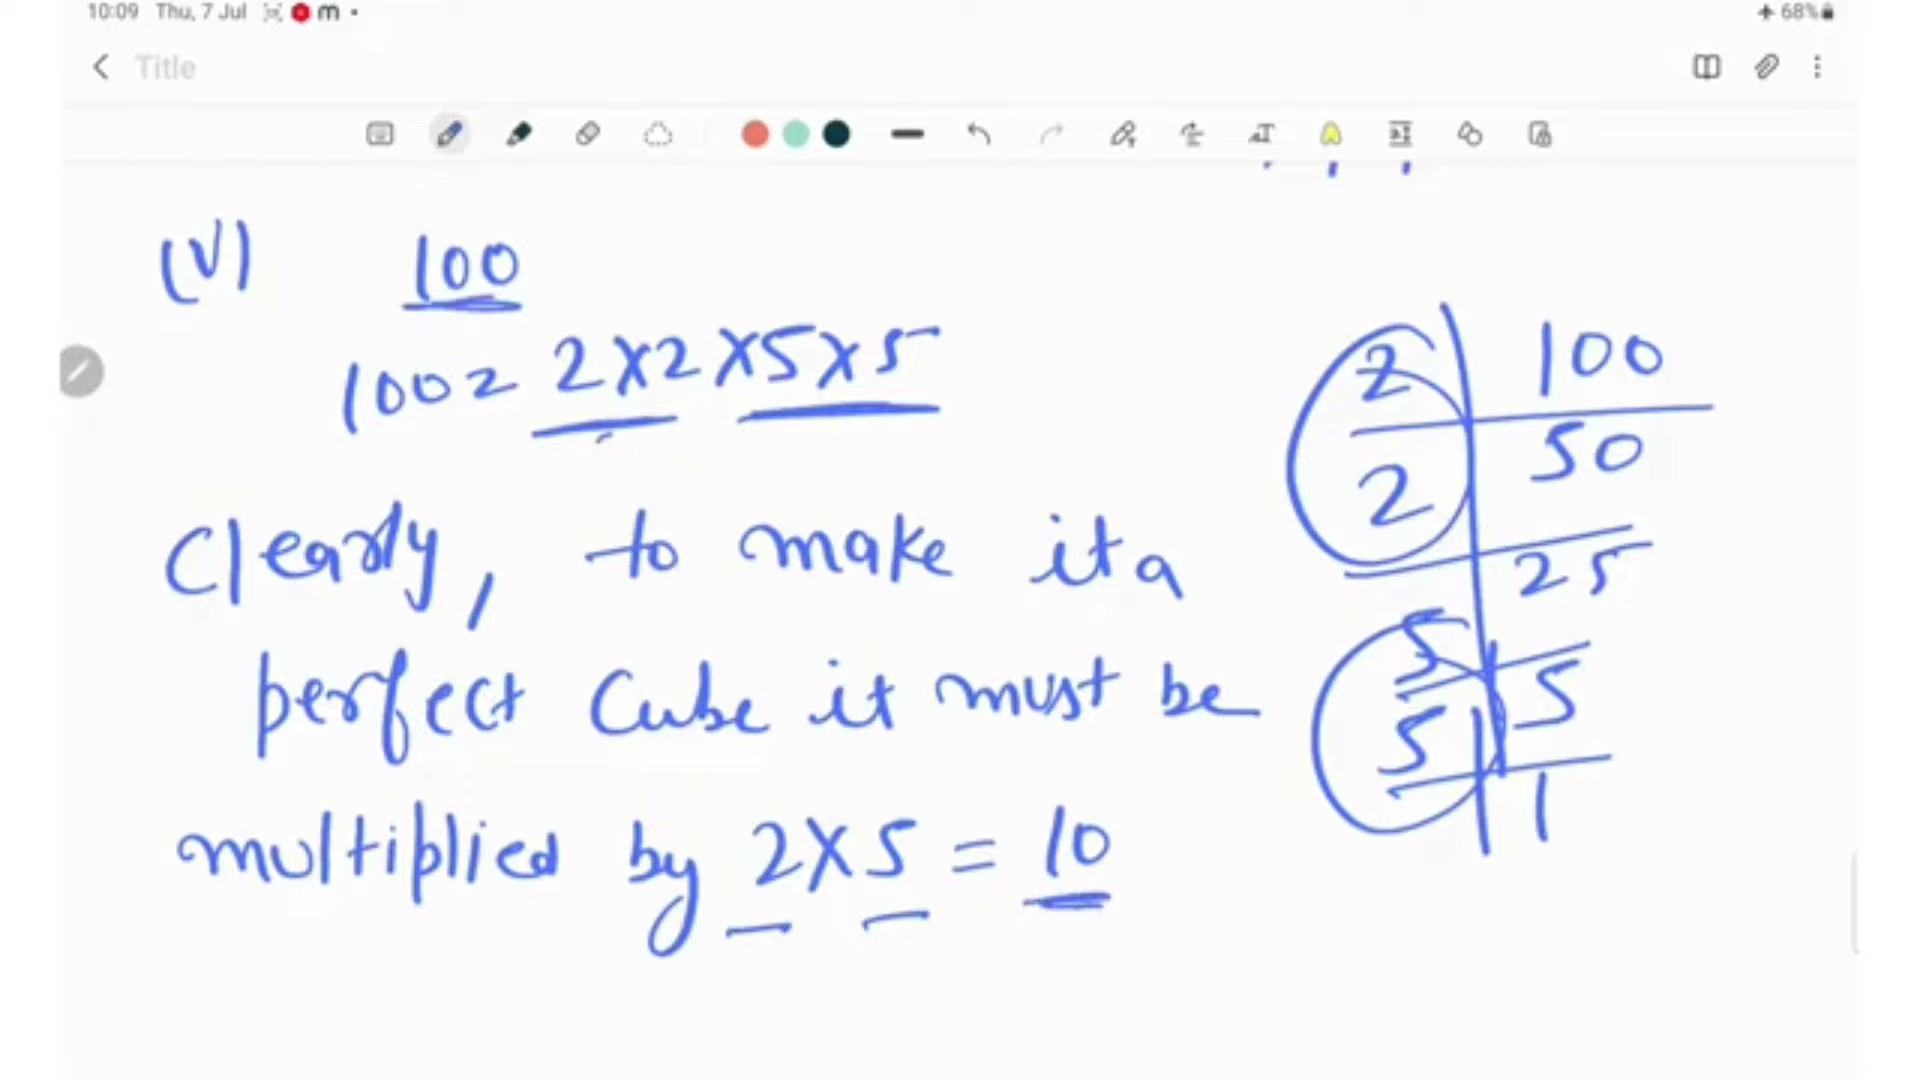 10:09 Thu, 7 Jul m •
68%
Title
(V) 100
100 = 2×2×5×5
Clearly, to make it a
perfect Cube it must be
multiplied by 2×5 = 10
2 | 100
2 | 50
25
5 | 5
5 | 1